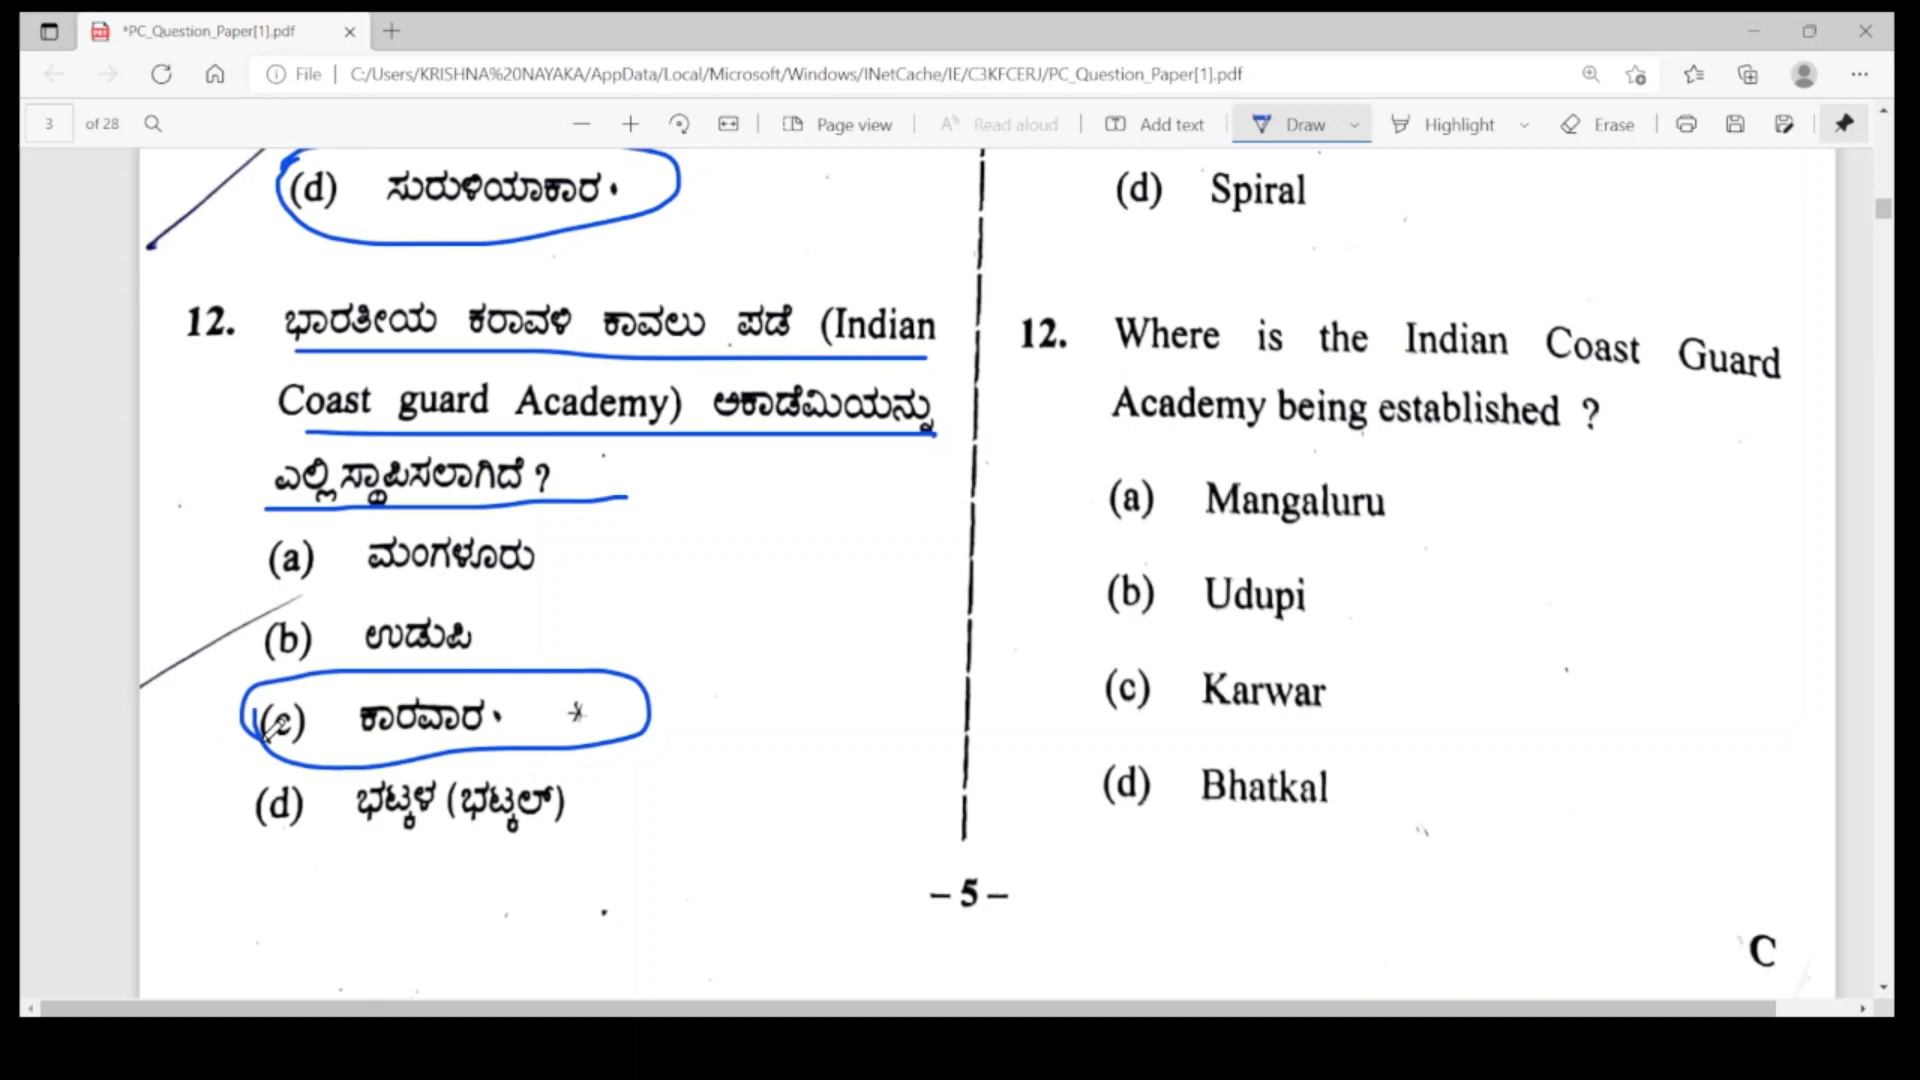 *PC_Question_Paper[1].pdf
File | C:/Users/KRISHNA%20NAYAKA/AppData/Local/Microsoft/Windows/INetCache/IE/C3KFCERJ/PC_Question_Paper[1].pdf
3 of 28 Page view Read aloud Add text Draw Highlight Erase
(d) ಸುರುಳಿಯಾಕಾರ
12. ಭಾರತೀಯ ಕರಾವಳಿ ಕಾವಲು ಪಡೆ (Indian
Coast guard Academy) ಅಕಾಡೆಮಿಯನ್ನು
ಎಲ್ಲಿ ಸ್ಥಾಪಿಸಲಾಗಿದೆ ?
(a) ಮಂಗಳೂರು
(b) ಉಡುಪಿ
(c) ಕಾರವಾರ
(d) ಭಟ್ಕಳ (ಭಟ್ಕಲ್)
(d) Spiral
12. Where is the Indian Coast Guard
Academy being established ?
(a) Mangaluru
(b) Udupi
(c) Karwar
(d) Bhatkal
– 5 –
C